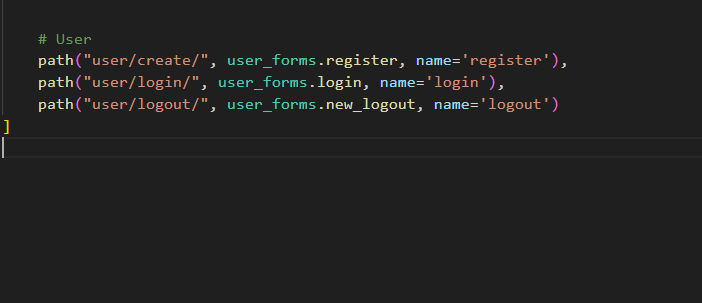 # User
path("user/create/", user_forms.register, name='register'),
path("user/login/", user_forms.login, name='login'),
path("user/logout/", user_forms.new_logout, name='logout')
]